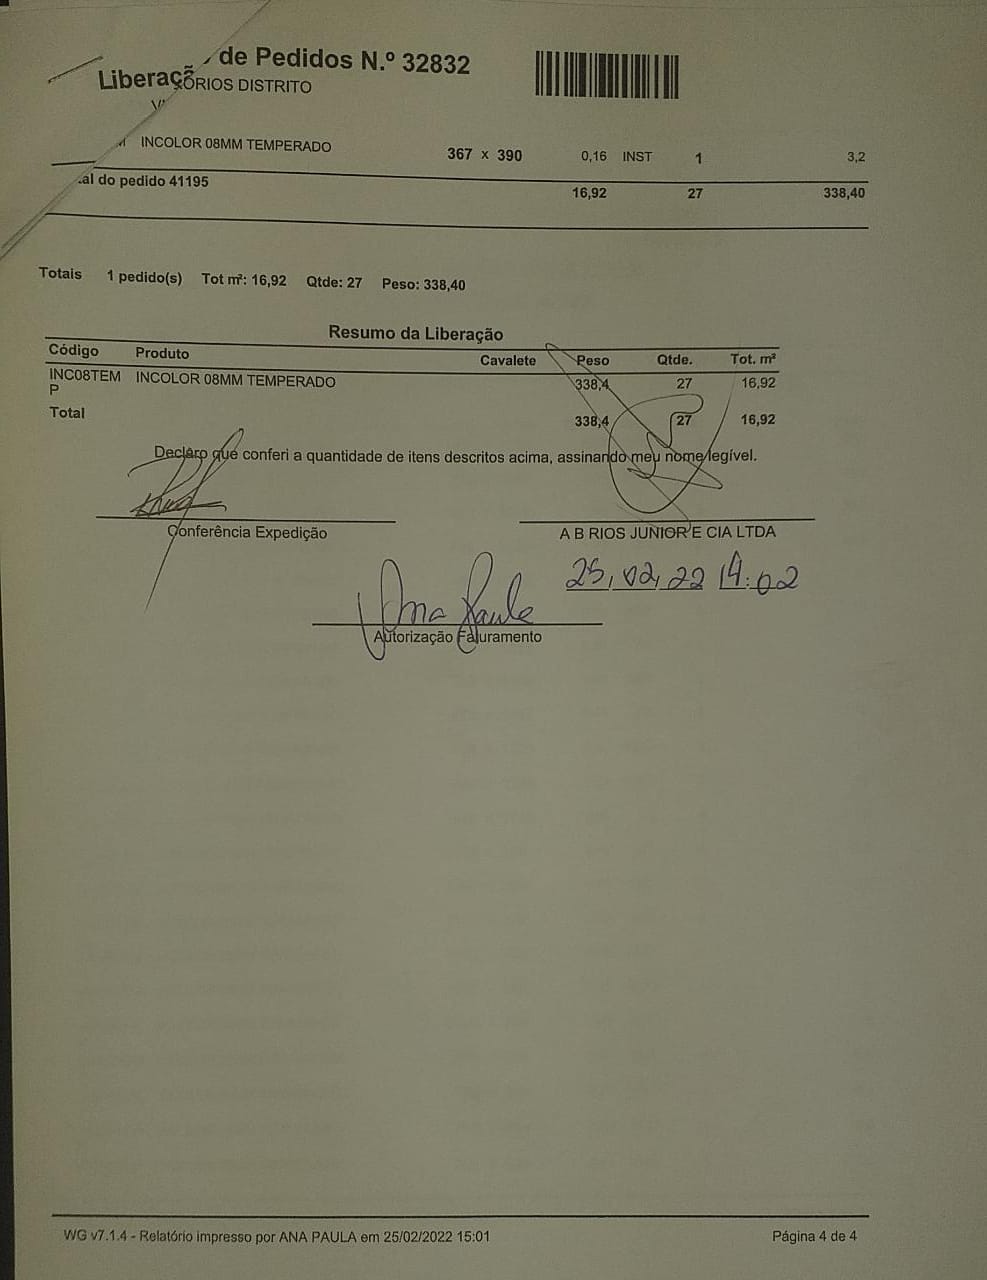 Liberaçã de Pedidos N.º 32832
ÓRIOS DISTRITO
INCOLOR 08MM TEMPERADO 367 x 390 0,16 INST 1 3,2
al do pedido 41195 16,92 27 338,40
Totais 1 pedido(s) Tot m²: 16,92 Qtde: 27 Peso: 338,40
Resumo da Liberação
Código Produto Cavalete Peso Qtde. Tot. m²
INC08TEM INCOLOR 08MM TEMPERADO 338,4 27 16,92
P
Total 338,4 27 16,92
Declaro que conferi a quantidade de itens descritos acima, assinando meu nome legível.
Conferência Expedição A B RIOS JUNIOR E CIA LTDA
25,02,22 14:02
Ana Paula
Autorização Faturamento
WG v7.1.4 - Relatório impresso por ANA PAULA em 25/02/2022 15:01 Página 4 de 4